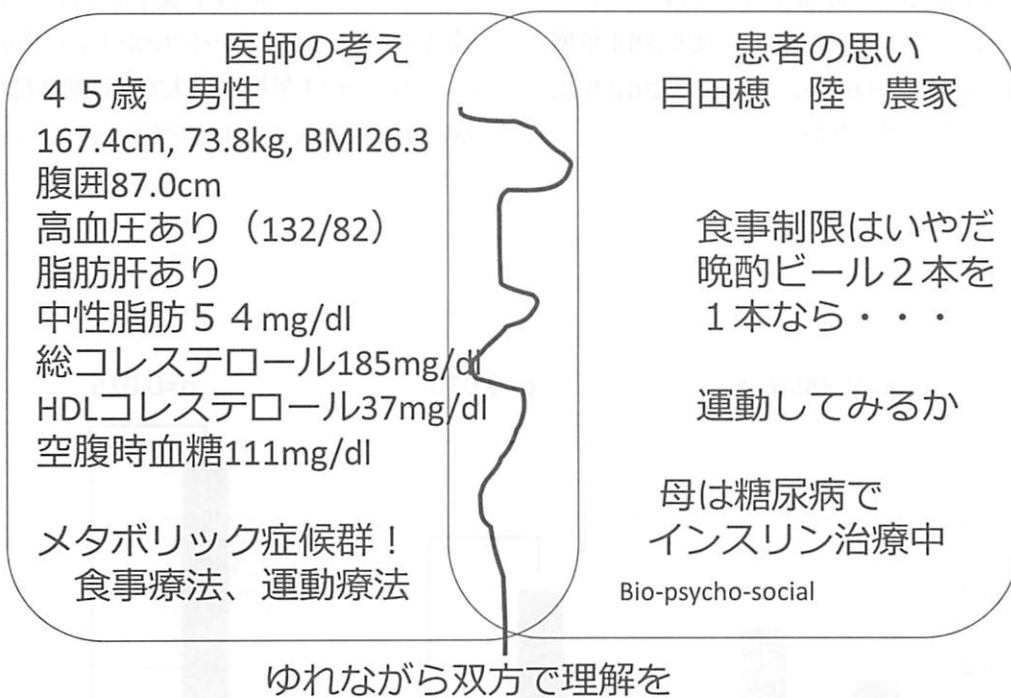 医師の考え
45歳 男性
167.4cm, 73.8kg, BMI26.3
腹囲87.0cm
高血圧あり（132/82）
脂肪肝あり
中性脂肪54mg/dl
総コレステロール185mg/dl
HDLコレステロール37mg/dl
空腹時血糖111mg/dl
メタボリック症候群！
食事療法、運動療法
患者の思い
目田穂 陸 農家
食事制限はいやだ
晩酌ビール２本を
１本なら・・・
運動してみるか
母は糖尿病で
インスリン治療中
Bio-psycho-social
ゆれながら双方で理解を